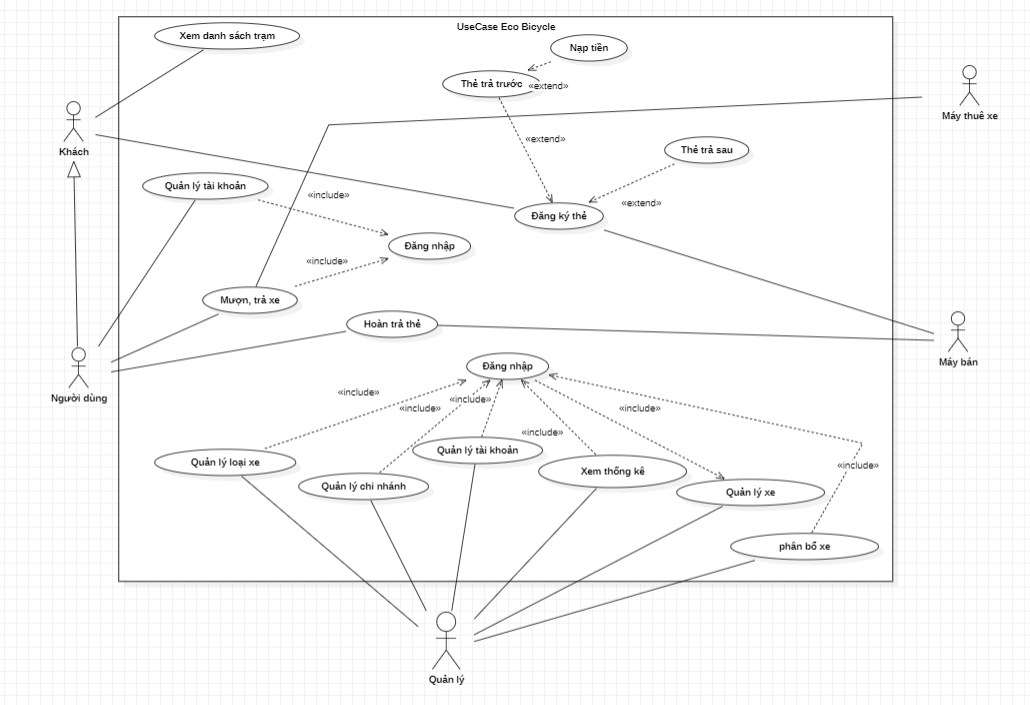 UseCase Eco Bicycle
Xem danh sách trạm
Nạp tiền
Thẻ trả trước
«extend»
Máy thuê xe
«extend»
Khách
Thẻ trả sau
Quản lý tài khoản
«include»
«extend»
Đăng ký thẻ
Đăng nhập
«include»
Mượn, trả xe
Hoàn trả thẻ
Máy bán
Đăng nhập
Người dùng
«include»
«include»
«include»
«include»
«include»
Quản lý tài khoản
Quản lý loại xe
«include»
Xem thống kê
Quản lý chi nhánh
Quản lý xe
phân bổ xe
Quản lý